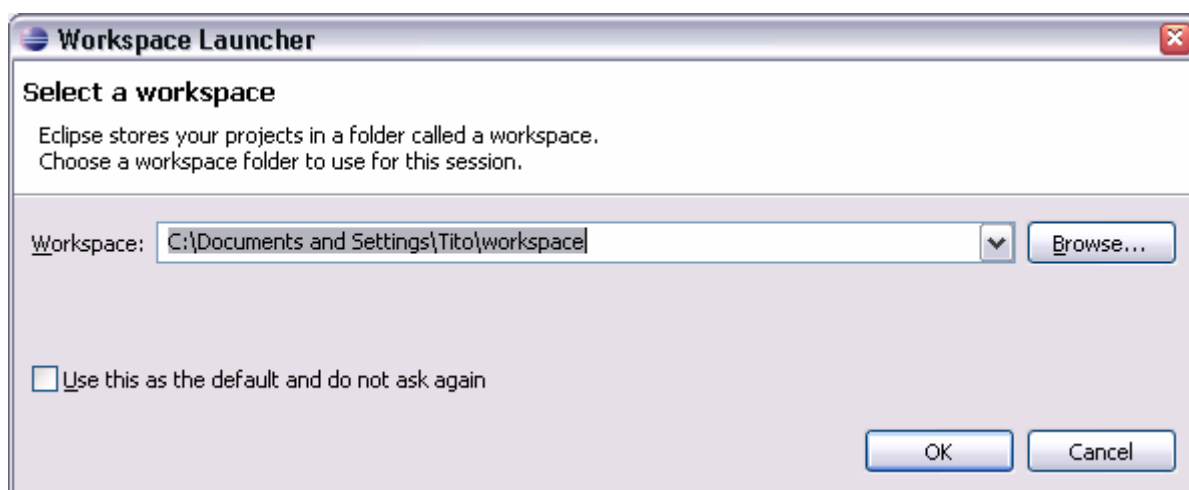 Workspace Launcher
Select a workspace
Eclipse stores your projects in a folder called a workspace.
Choose a workspace folder to use for this session.
Workspace: C:\Documents and Settings\Tito\workspace Browse...
Use this as the default and do not ask again
OK Cancel